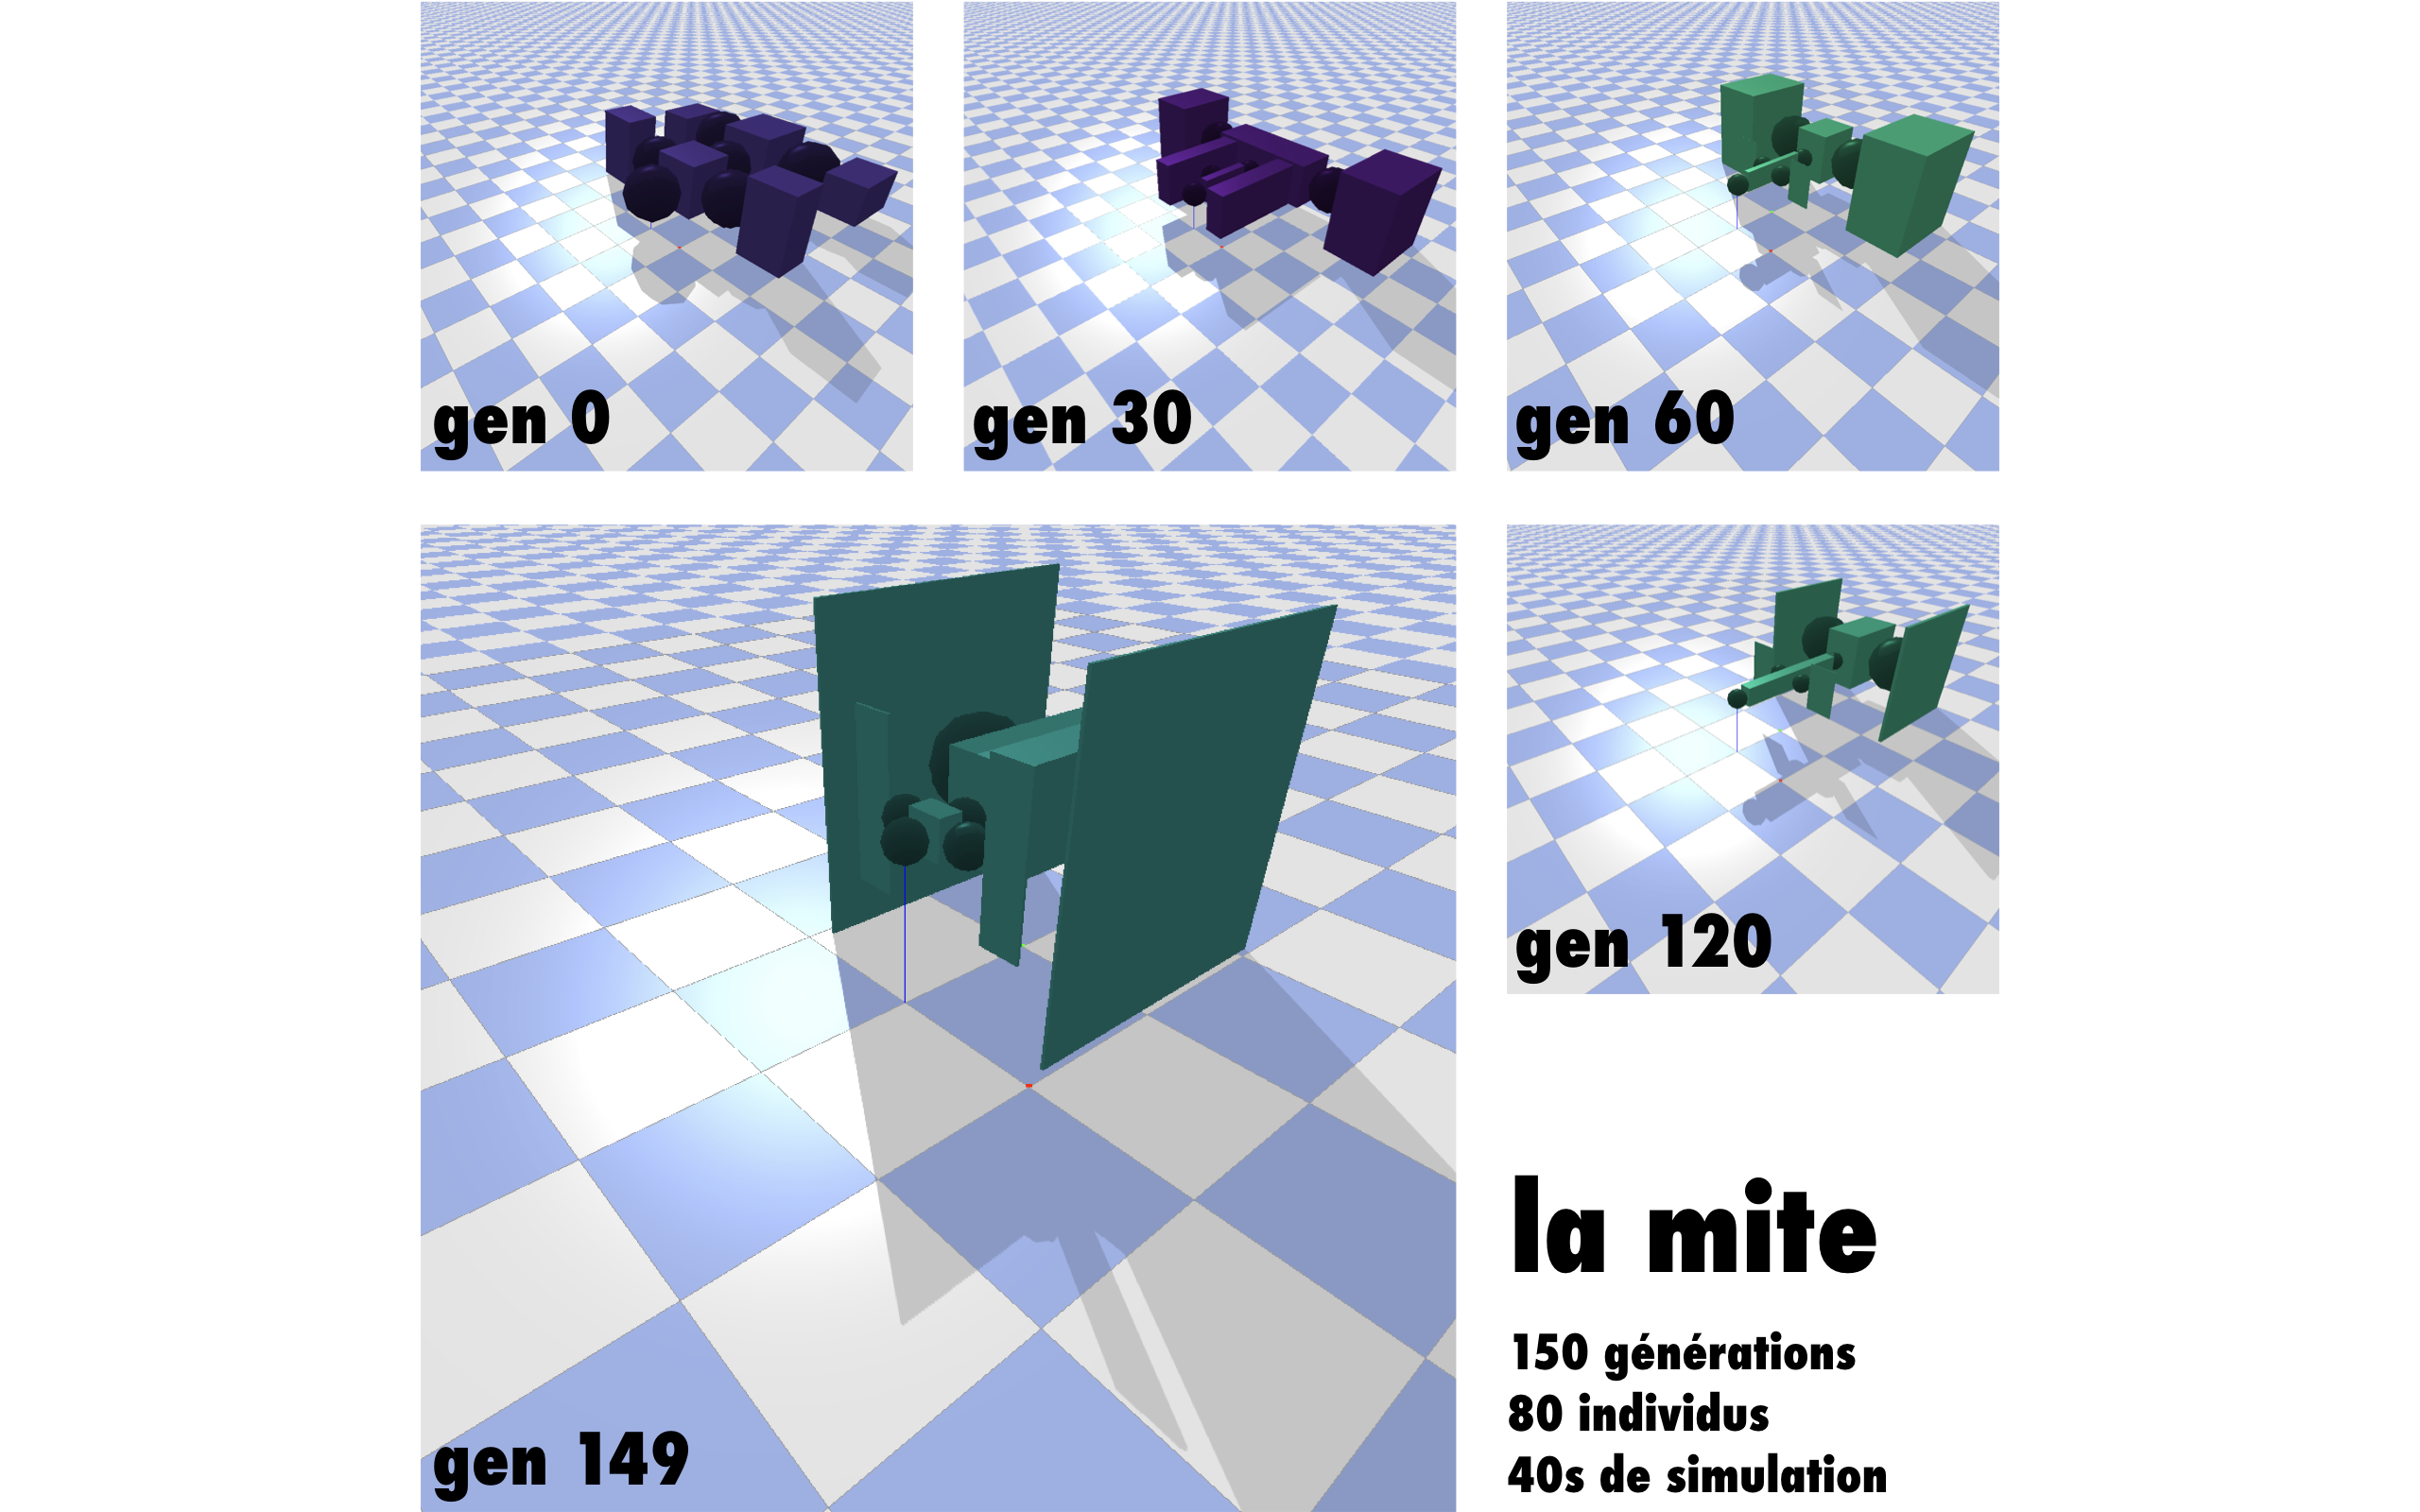 gen 0
gen 30
gen 60
gen 149
gen 120
la mite
150 générations
80 individus
40s de simulation